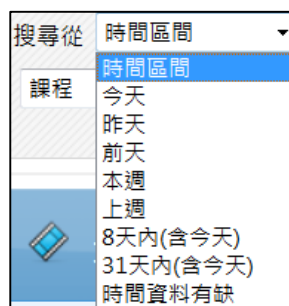 搜尋從 時間區間
時間區間
課程
今天
昨天
前天
本週
上週
8天內(含今天)
31天內(含今天)
時間資料有缺